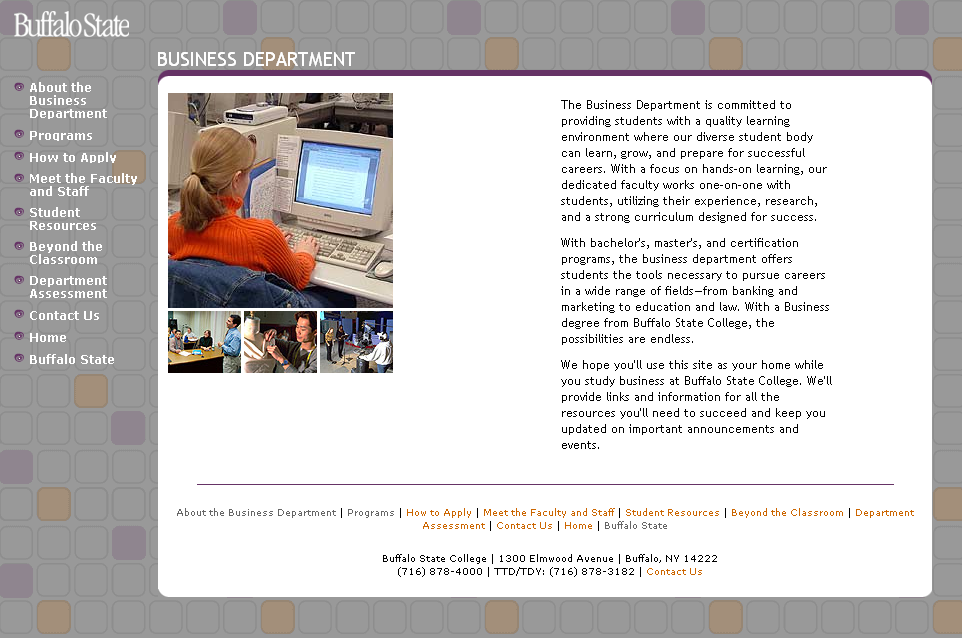 Buffalo State
BUSINESS DEPARTMENT
About the
Business
Department
Programs
How to Apply
Meet the Faculty
and Staff
Student
Resources
Beyond the
Classroom
Department
Assessment
Contact Us
Home
Buffalo State
The Business Department is committed to
providing students with a quality learning
environment where our diverse student body
can learn, grow, and prepare for successful
careers. With a focus on hands-on learning, our
dedicated faculty works one-on-one with
students, utilizing their experience, research,
and a strong curriculum designed for success.
With bachelor's, master's, and certification
programs, the business department offers
students the tools necessary to pursue careers
in a wide range of fields—from banking and
marketing to education and law. With a Business
degree from Buffalo State College, the
possibilities are endless.
We hope you'll use this site as your home while
you study business at Buffalo State College. We'll
provide links and information for all the
resources you'll need to succeed and keep you
updated on important announcements and
events.
About the Business Department | Programs | How to Apply | Meet the Faculty and Staff | Student Resources | Beyond the Classroom | Department
Assessment | Contact Us | Home | Buffalo State
Buffalo State College | 1300 Elmwood Avenue | Buffalo, NY 14222
(716) 878-4000 | TTD/TDY: (716) 878-3182 | Contact Us